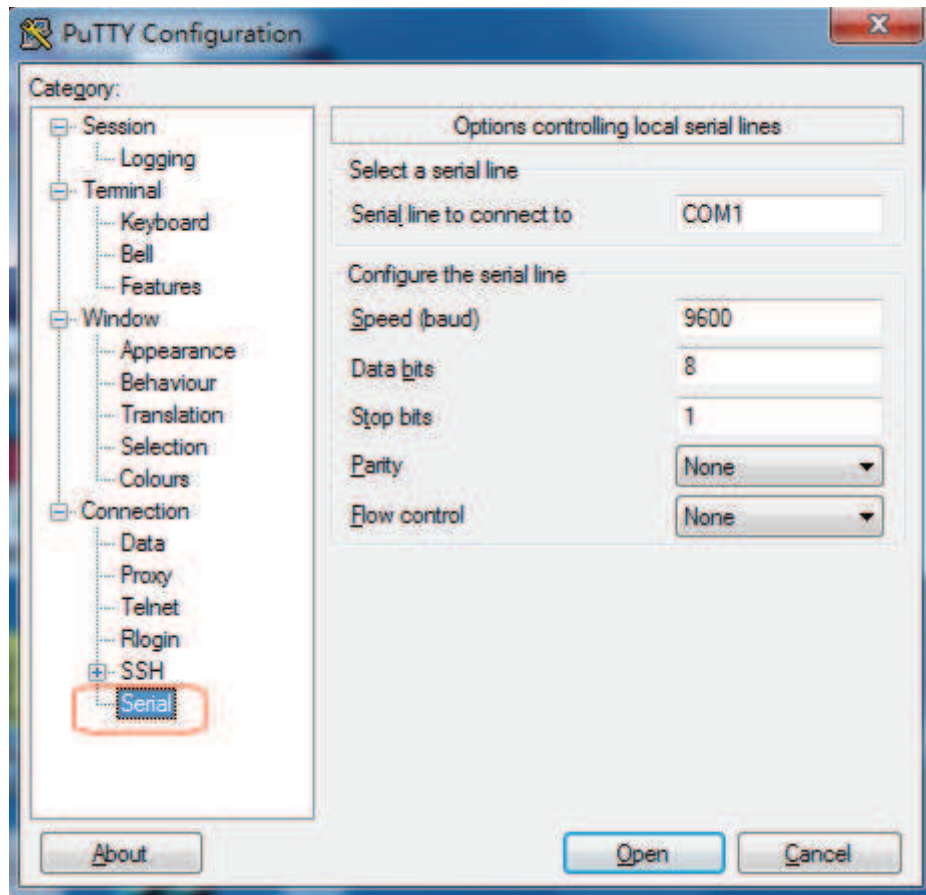 PuTTY Configuration
Category:
Session
Logging
Terminal
Keyboard
Bell
Features
Window
Appearance
Behaviour
Translation
Selection
Colours
Connection
Data
Proxy
Telnet
Rlogin
SSH
Serial
Options controlling local serial lines
Select a serial line
Serial line to connect to COM1
Configure the serial line
Speed (baud) 9600
Data bits 8
Stop bits 1
Parity None
Flow control None
About
Open
Cancel